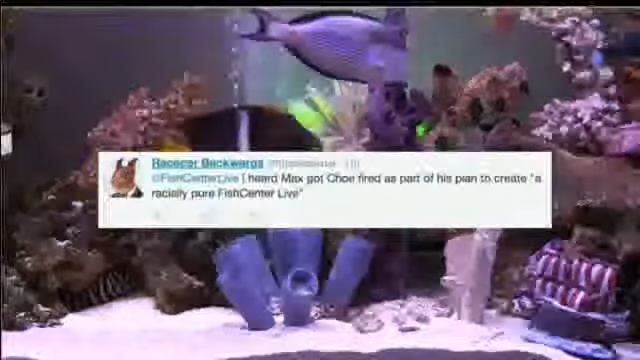 Racecar Backwards
@FishCenterLive I heard Max got Choe fired as part of his plan to create "a
racially pure FishCenter Live"